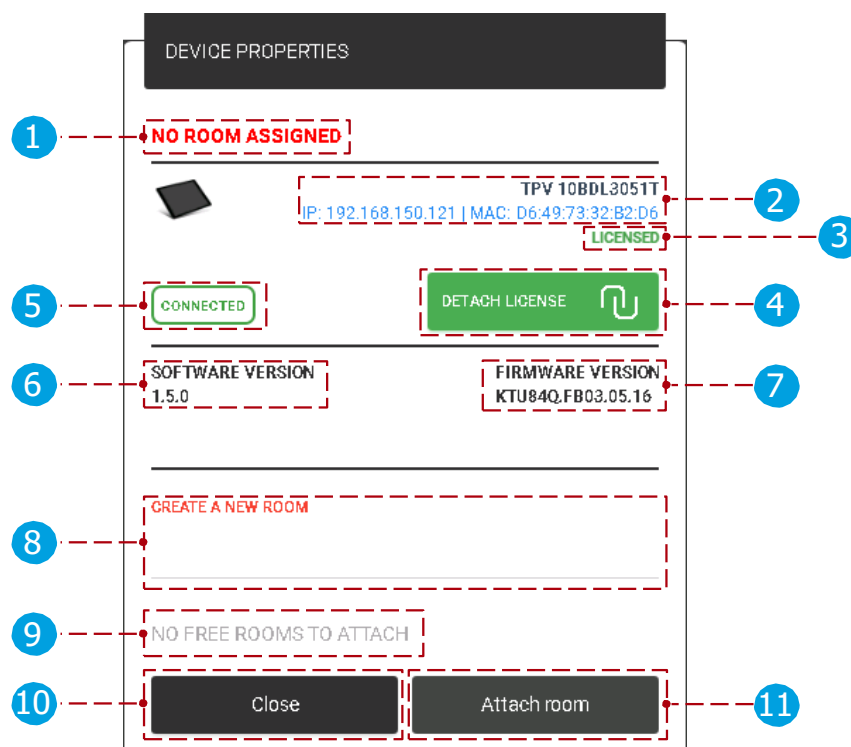 DEVICE PROPERTIES
1
NO ROOM ASSIGNED
TPV 10BDL3051T
2
IP: 192.168.150.121 | MAC: D6:49:73:32:B2:D6
LICENSED
3
5
CONNECTED
DETACH LICENSE
4
6
SOFTWARE VERSION
1.5.0
FIRMWARE VERSION
KTU84Q.FB03.05.16
7
CREATE A NEW ROOM
8
9
NO FREE ROOMS TO ATTACH
10
Close
Attach room
11